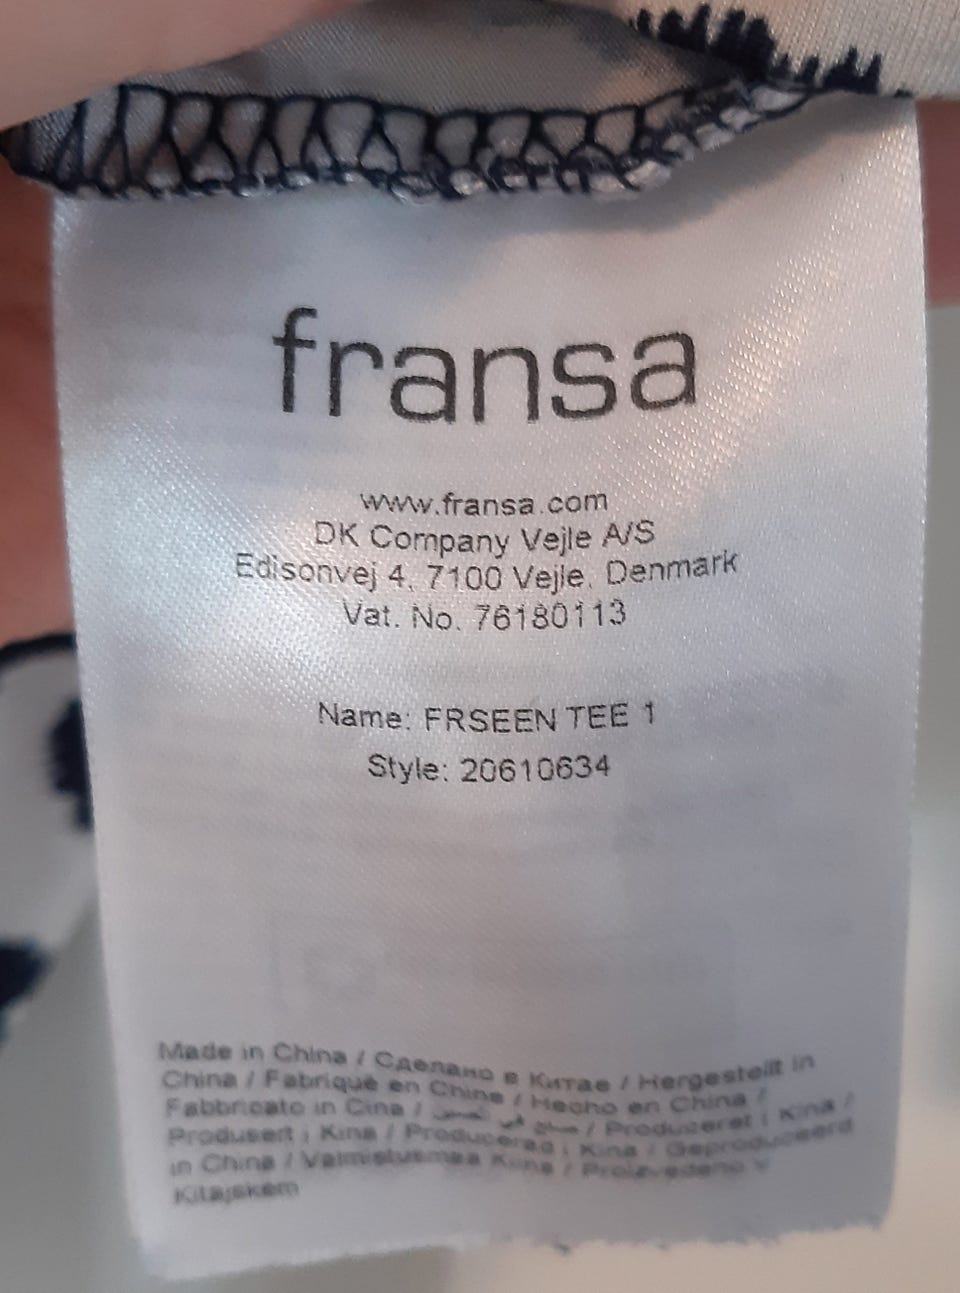 fransa
www.fransa.com
DK Company Vejle A/S
Edisonvej 4, 7100 Vejle, Denmark
Vat. No. 76180113
Name: FRSEEN TEE 1
Style: 20610634
Made in China / Сделано в Китае / Hergestellt in
China / Fabriqué en Chine / Hecho en China /
Fabbricato in Cina / / Produceret i Kina /
Produsert i Kina / Producerad i Kina / Geproduceerd
in China / Valmistusmaa Kiina / Proizvedeno v
Kitajskem